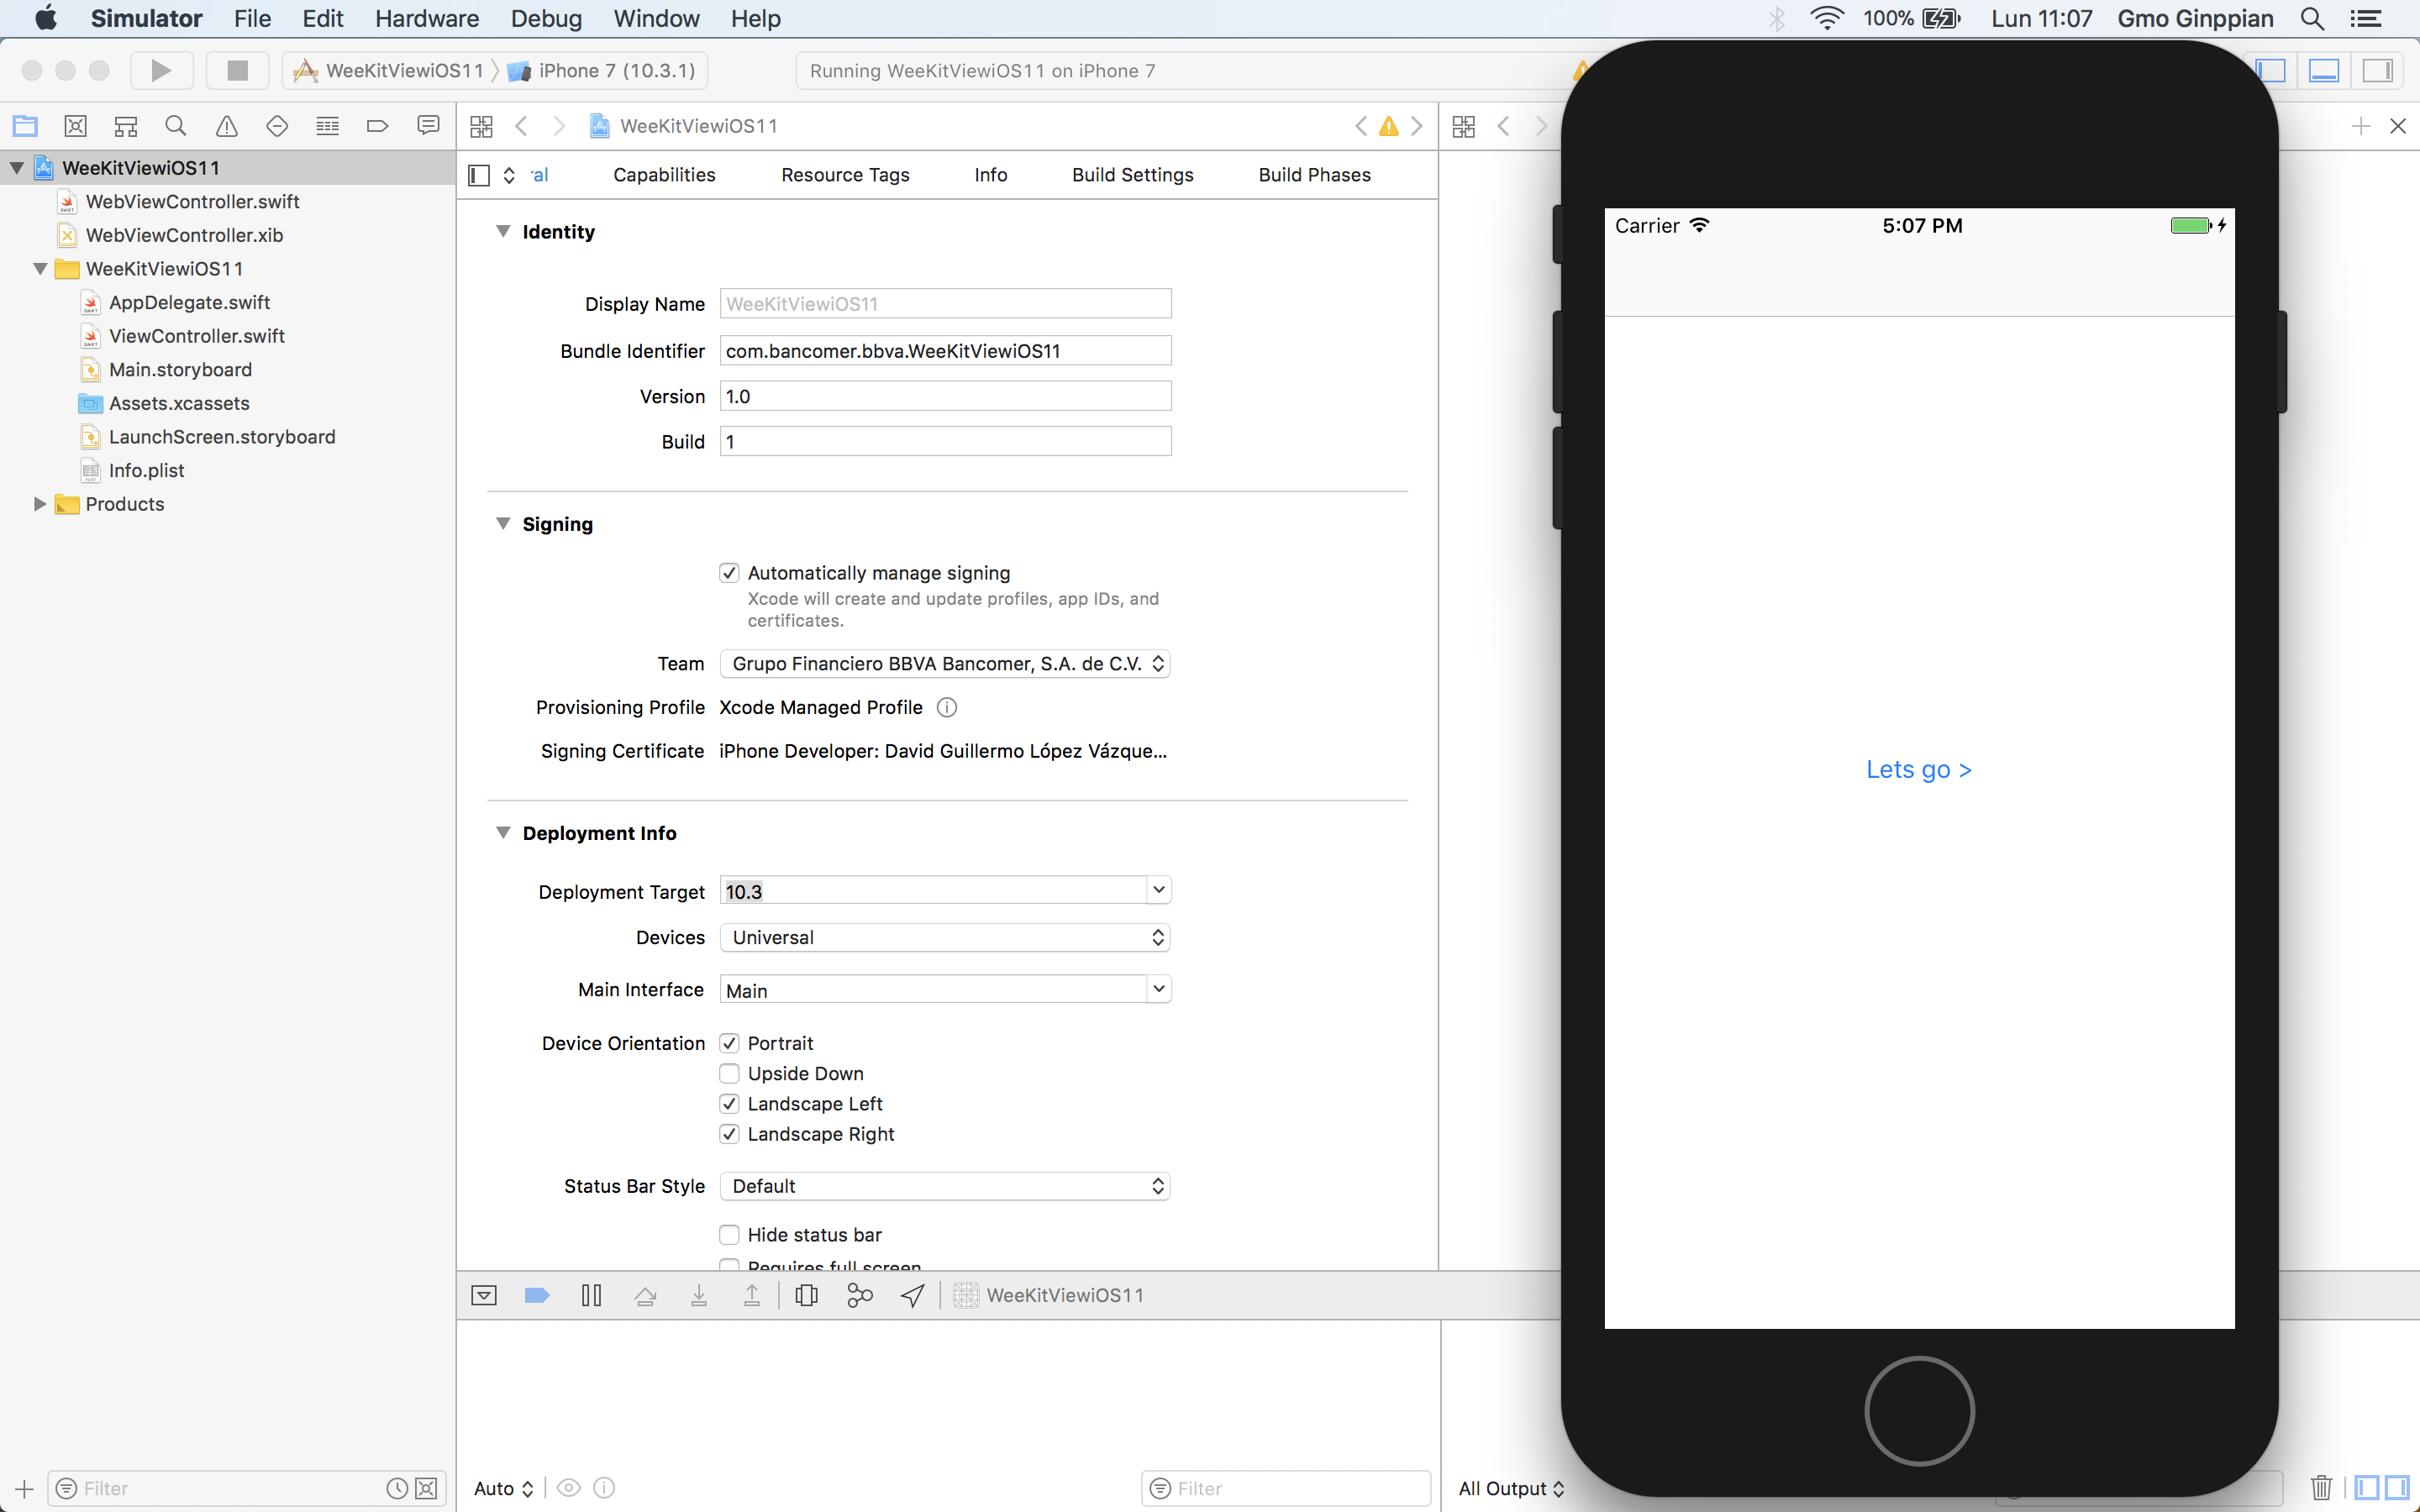 Simulator File Edit Hardware Debug Window Help 100% Lun 11:07 Gmo Ginppian
WeeKitViewiOS11 iPhone 7 (10.3.1) Running WeeKitViewiOS11 on iPhone 7
WeeKitViewiOS11
WeeKitViewiOS11
WebViewController.swift
WebViewController.xib
WeeKitViewiOS11
AppDelegate.swift
ViewController.swift
Main.storyboard
Assets.xcassets
LaunchScreen.storyboard
Info.plist
Products
Filter
al Capabilities Resource Tags Info Build Settings Build Phases
Identity
Display Name WeeKitViewiOS11
Bundle Identifier com.bancomer.bbva.WeeKitViewiOS11
Version 1.0
Build 1
Signing
Automatically manage signing
Xcode will create and update profiles, app IDs, and
certificates.
Team Grupo Financiero BBVA Bancomer, S.A. de C.V.
Provisioning Profile Xcode Managed Profile
Signing Certificate iPhone Developer: David Guillermo López Vázque...
Deployment Info
Deployment Target 10.3
Devices Universal
Main Interface Main
Device Orientation Portrait
Upside Down
Landscape Left
Landscape Right
Status Bar Style Default
Hide status bar
Requires full screen
WeeKitViewiOS11
Auto Filter All Output
Carrier 5:07 PM
Lets go >